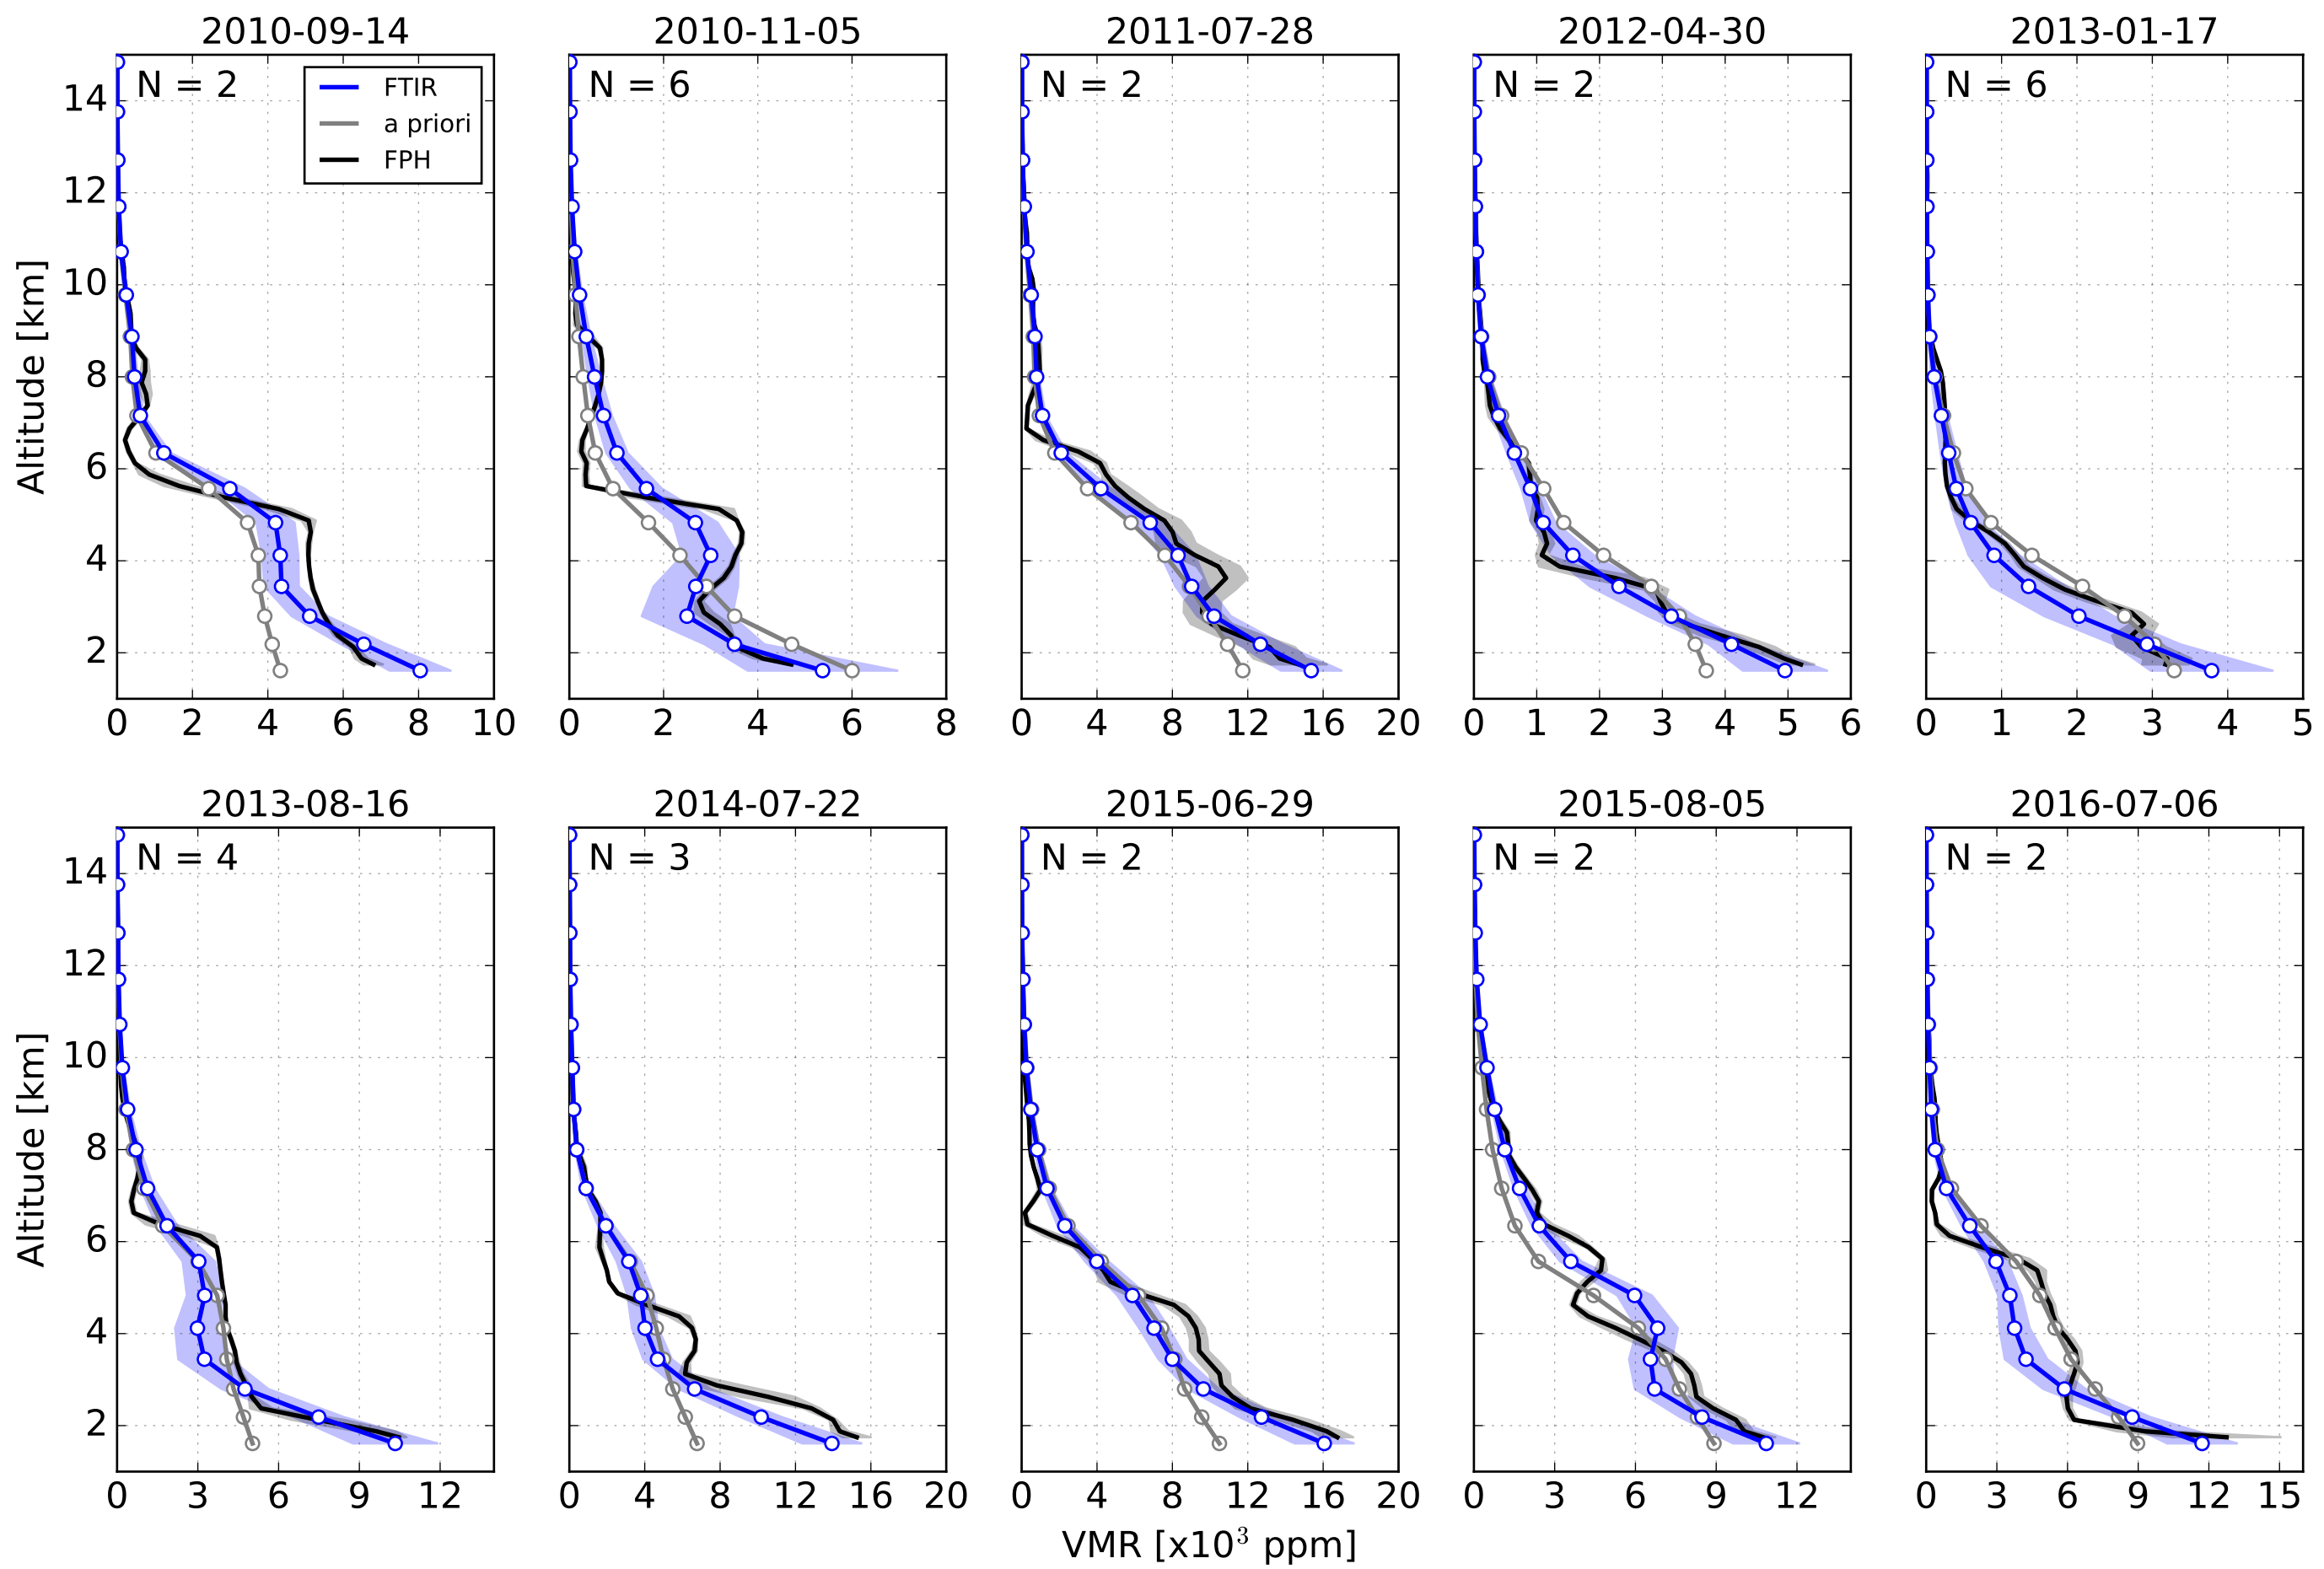 2010-09-14 2010-11-05 2011-07-28 2012-04-30 2013-01-17
N = 2 N = 6 N = 2 N = 2 N = 6
FTIR
a priori
FPH
Altitude [km]
14
12
10
8
6
4
2
0 2 4 6 8 10
0 2 4 6 8
0 4 8 12 16 20
0 1 2 3 4 5 6
0 1 2 3 4 5
2013-08-16 2014-07-22 2015-06-29 2015-08-05 2016-07-06
N = 4 N = 3 N = 2 N = 2 N = 2
Altitude [km]
14
12
10
8
6
4
2
0 3 6 9 12
0 4 8 12 16 20
0 4 8 12 16 20
0 3 6 9 12
0 3 6 9 12 15
VMR [x10³ ppm]